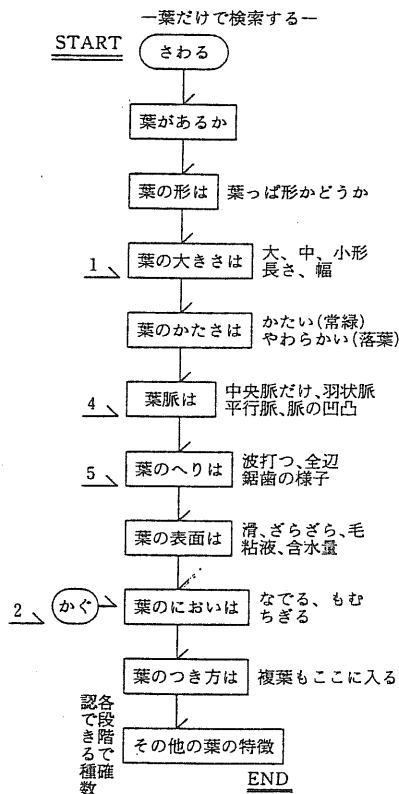 ―葉だけで検索する―
START
さわる
葉があるか
葉の形は
葉っぱ形かどうか
1
葉の大きさは
大、中、小形
長さ、幅
葉のかたさは
かたい(常緑)
やわらかい(落葉)
4
葉脈は
中央脈だけ、羽状脈
平行脈、脈の凹凸
5
葉のへりは
波打つ、全辺
鋸歯の様子
葉の表面は
滑、ざらざら、毛
粘液、含水量
2
かぐ
葉のにおいは
なでる、もむ
ちぎる
葉のつき方は
複葉もここに入る
各段階で確
認できる種数
その他の葉の特徴
END